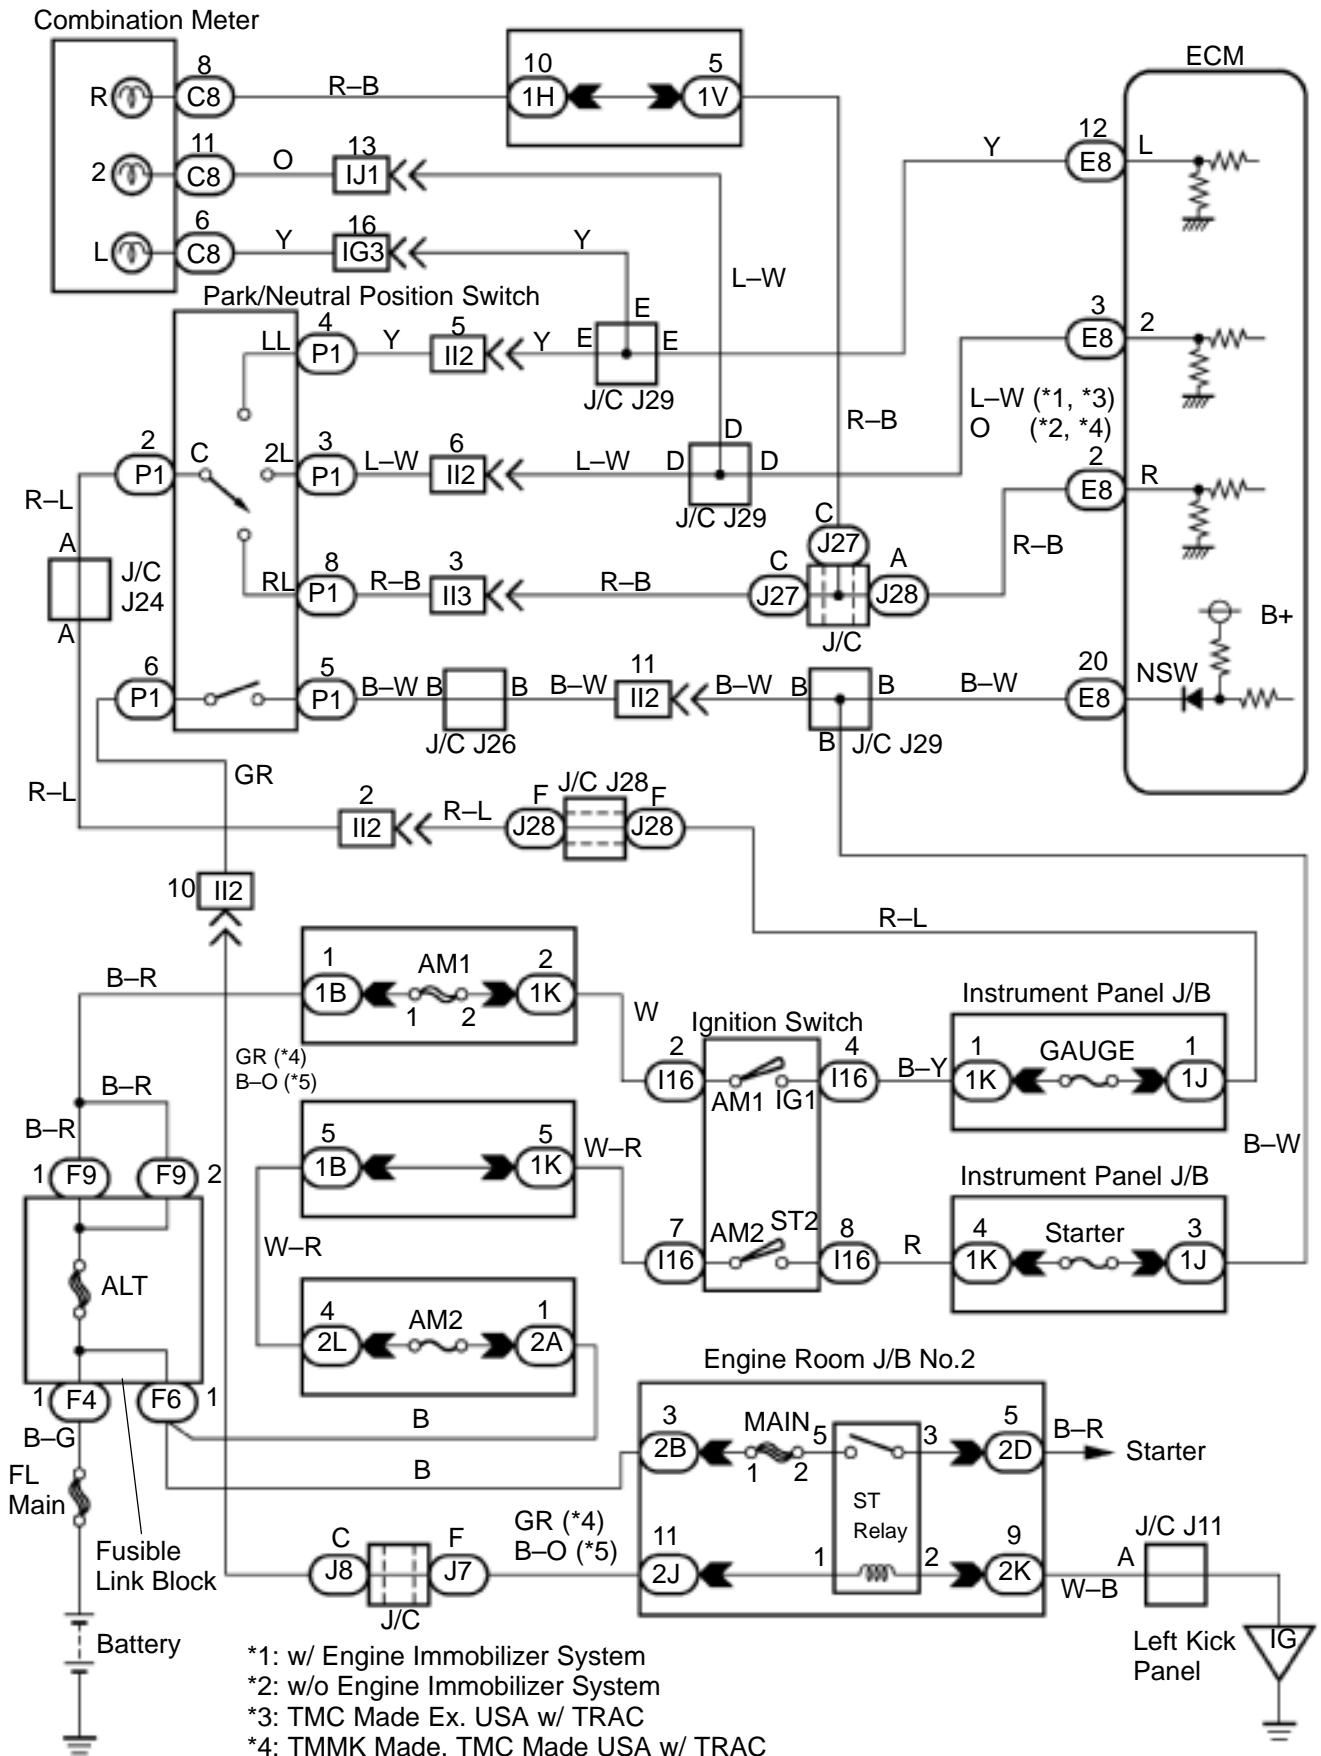 Combination Meter
ECM
R
8
C8
R–B
10
1H
5
1V
2
11
C8
O
13
IJ1
L
6
C8
Y
16
IG3
Y
Y
12
E8
L
L–W
Park/Neutral Position Switch
LL
4
P1
Y
5
II2
Y
E
E
E
J/C J29
3
E8
2
L–W (*1, *3)
O (*2, *4)
R–B
2
P1
C
2L
3
P1
L–W
6
II2
L–W
D
D
D
J/C J29
2
E8
R
R–L
A
J/C
J24
A
RL
8
P1
R–B
3
II3
R–B
C
J27
C
J27
A
J28
J/C
R–B
B+
6
P1
5
P1
B–W
B
B
J/C J26
B–W
11
II2
B–W
B
B
B
J/C J29
B–W
20
E8
NSW
GR
R–L
2
II2
R–L
F
J28
J/C J28
F
J28
10
II2
R–L
B–R
1
1B
AM1
1
2
2
1K
W
Ignition Switch
Instrument Panel J/B
GR (*4)
B–O (*5)
2
I16
AM1
IG1
4
I16
B–Y
1
1K
GAUGE
1
1J
B–R
B–R
5
1B
5
1K
W–R
B–W
1
F9
F9
2
Instrument Panel J/B
W–R
7
I16
AM2
ST2
8
I16
R
4
1K
Starter
3
1J
ALT
4
2L
AM2
1
2A
Engine Room J/B No.2
1
F4
F6
1
B
B–G
3
2B
MAIN
1
2
5
3
5
2D
B–R
Starter
FL
Main
B
ST
Relay
GR (*4)
B–O (*5)
C
J8
F
J7
J/C
11
2J
1
2
9
2K
W–B
A
J/C J11
Fusible
Link Block
Battery
Left Kick
Panel
IG
*1: w/ Engine Immobilizer System
*2: w/o Engine Immobilizer System
*3: TMC Made Ex. USA w/ TRAC
*4: TMMK Made, TMC Made USA w/ TRAC